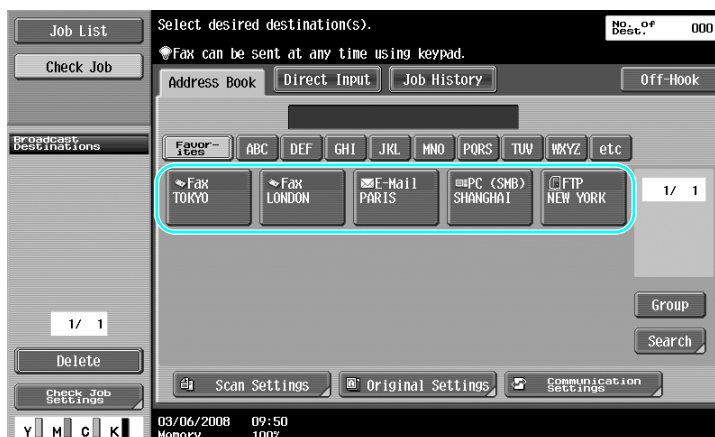 Job List
Check Job
Select desired destination(s).
No. of Dest. 000
Fax can be sent at any time using keypad.
Address Book
Direct Input
Job History
Off-Hook
Broadcast
Destinations
Favor-
ites
ABC
DEF
GHI
JKL
MNO
PQRS
TUV
WXYZ
etc
Fax
TOKYO
Fax
LONDON
E-Mail
PARIS
PC (SMB)
SHANGHAI
FTP
NEW YORK
1/ 1
Group
Search
1/ 1
Delete
Check Job
Settings
Scan Settings
Original Settings
Communication
Settings
Y M C K
03/06/2008 09:50
Memory 100%